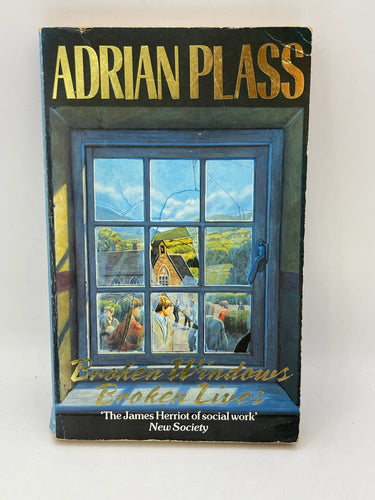 ADRIAN PLASS
Broken Windows
Broken Lives
'The James Herriot of social work'
New Society